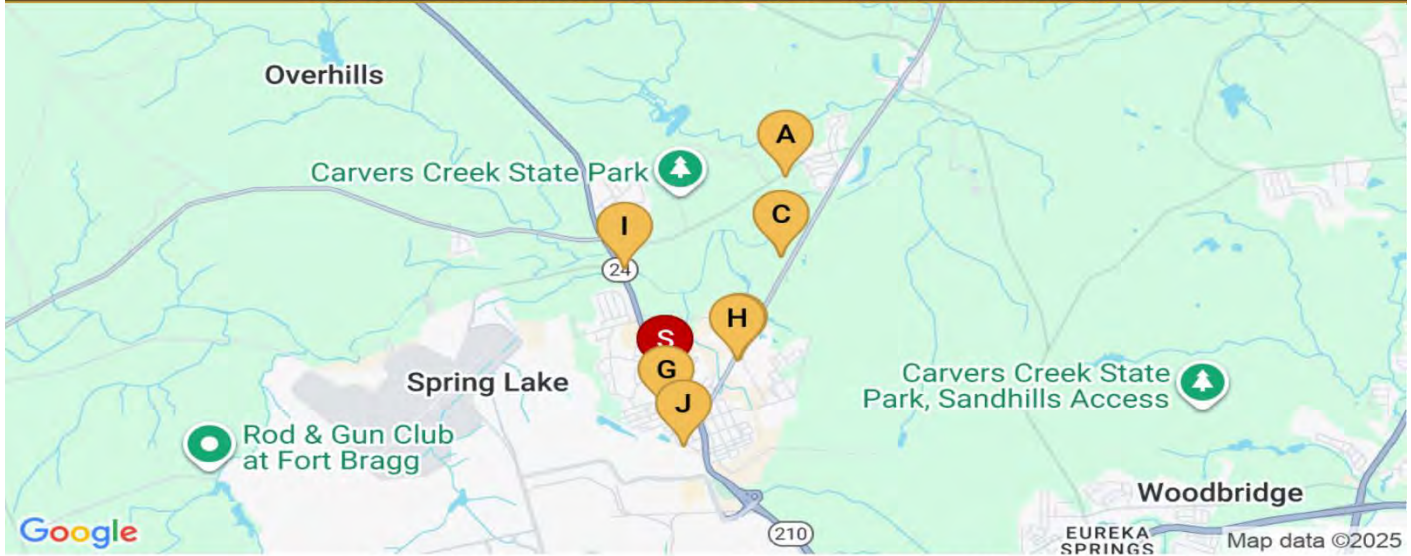 Overhills
A
Carvers Creek State Park
C
I
24
H
S
G
Spring Lake
J
Carvers Creek State
Park, Sandhills Access
Rod & Gun Club
at Fort Bragg
Woodbridge
210
EUREKA
SPRINGS
Google
Map data ©2025